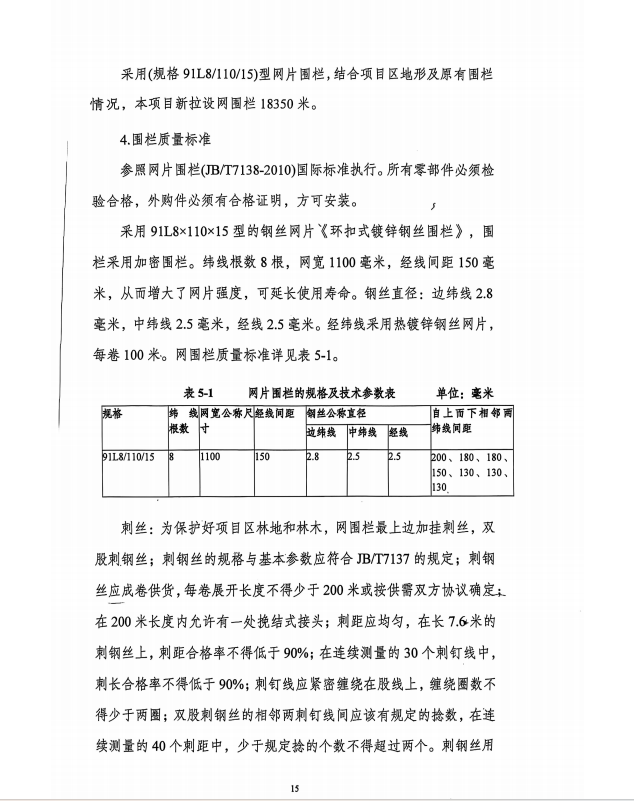 采用(规格 91L8/110/15)型网片围栏，结合项目区地形及原有围栏
情况，本项目新拉设网围栏 18350 米。
4.围栏质量标准
参照网片围栏(JB/T7138-2010)国际标准执行。所有零部件必须检
验合格，外购件必须有合格证明，方可安装。
采用 91L8×110×15 型的钢丝网片《环扣式镀锌钢丝围栏》，围
栏采用加密围栏。纬线根数 8 根，网宽 1100 毫米，经线间距 150 毫
米，从而增大了网片强度，可延长使用寿命。钢丝直径：边纬线 2.8
毫米，中纬线 2.5 毫米，经线 2.5 毫米。经纬线采用热镀锌钢丝网片，
每卷 100 米。网围栏质量标准详见表 5-1。
表 5-1 网片围栏的规格及技术参数表 单位：毫米
规格 纬线根数 网宽公称尺寸 经线间距 钢丝公称直径 自上而下相邻两纬线间距
边纬线 中纬线 经线
91L8/110/15 8 1100 150 2.8 2.5 2.5 200、180、180、
150、130、130、
130
刺丝：为保护好项目区林地和林木，网围栏最上边加挂刺丝，双
股刺钢丝；刺钢丝的规格与基本参数应符合 JB/T7137 的规定；刺钢
丝应成卷供货，每卷展开长度不得少于 200 米或按供需双方协议确定；
在 200 米长度内允许有一处挽结式接头；刺距应均匀，在长 7.6 米的
刺钢丝上，刺距合格率不得低于 90%；在连续测量的 30 个刺钉线中，
刺长合格率不得低于 90%；刺钉线应紧密缠绕在股线上，缠绕圈数不
得少于两圈；双股刺钢丝的相邻两刺钉线间应该有规定的捻数，在连
续测量的 40 个刺距中，少于规定捻的个数不得超过两个。刺钢丝用
15